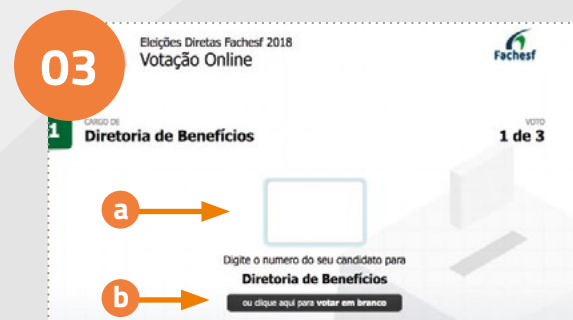 03
Eleições Diretas Fachesf 2018
Votação Online
Fachesf
1
CARGO DE
Diretoria de Benefícios
VOTO
1 de 3
a
Digite o numero do seu candidato para
Diretoria de Benefícios
b
ou clique aqui para votar em branco